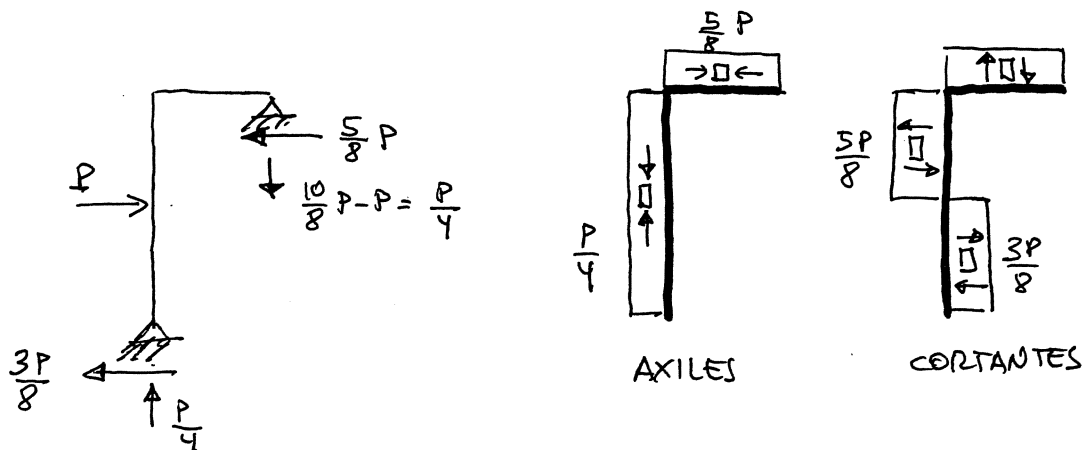 P
5/8 P
10/8 P-P = P/4
3P/8
P/4
5/8 P
P/4
AXILES
5P/8
3P/8
CORTANTES